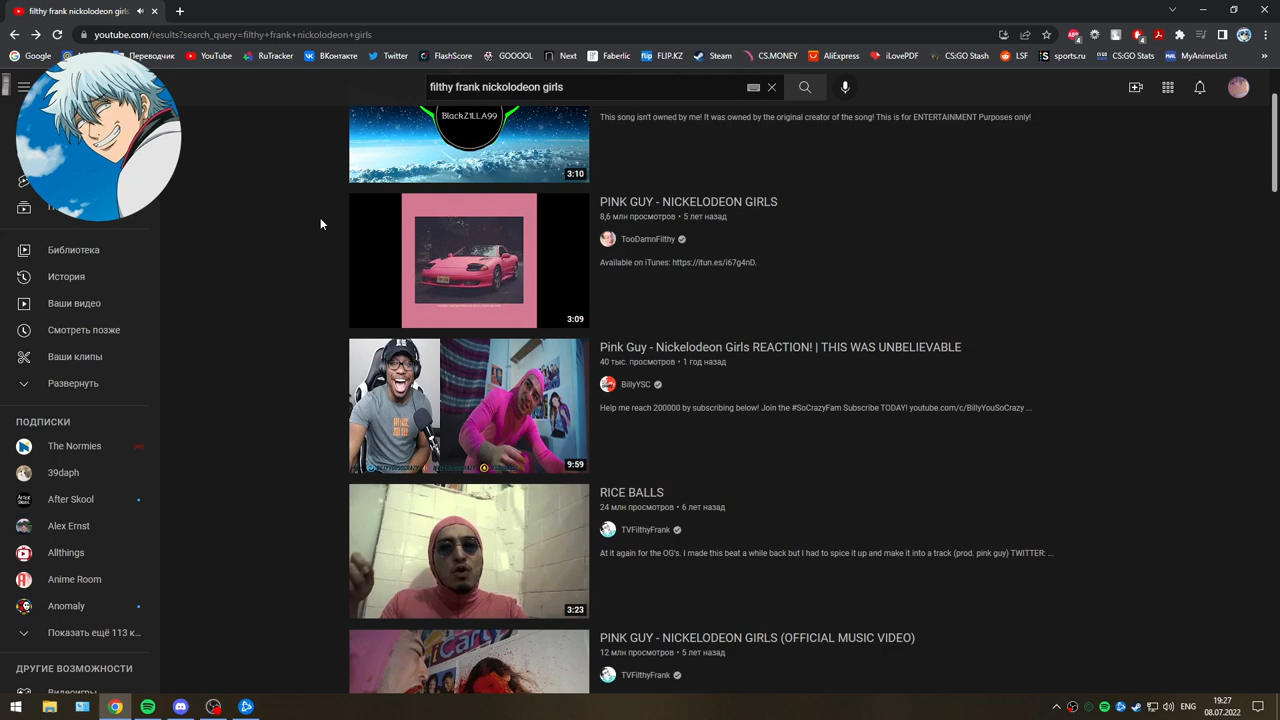 filthy frank nickolodeon girls
youtube.com/results?search_query=filthy+frank+nickolodeon+girls
Google
Переводчик
YouTube
RuTracker
ВКонтакте
Twitter
FlashScore
GOOOOL
Next
Faberlic
FLIP.KZ
Steam
CS.MONEY
AliExpress
iLovePDF
CS:GO Stash
LSF
sports.ru
CS:GO Stats
MyAnimeList
filthy frank nickolodeon girls
BlackZ1LLA99
3:10
This song isn't owned by me! It was owned by the original creator of the song! This is for ENTERTAINMENT Purposes only!
3:09
PINK GUY - NICKELODEON GIRLS
8,6 млн просмотров • 5 лет назад
TooDamnFilthy
Available on iTunes: https://itun.es/i67g4nD.
9:59
Pink Guy - Nickelodeon Girls REACTION! | THIS WAS UNBELIEVABLE
40 тыс. просмотров • 1 год назад
BillyYSC
Help me reach 200000 by subscribing below! Join the #SoCrazyFam Subscribe TODAY! youtube.com/c/BillyYouSoCrazy ...
3:23
RICE BALLS
24 млн просмотров • 6 лет назад
TVFilthyFrank
At it again for the OG's. I made this beat a while back but I had to spice it up and make it into a track (prod. pink guy) TWITTER: ...
iCarly
PINK GUY - NICKELODEON GIRLS (OFFICIAL MUSIC VIDEO)
12 млн просмотров • 5 лет назад
TVFilthyFrank
Библиотека
История
Ваши видео
Смотреть позже
Ваши клипы
Развернуть
ПОДПИСКИ
The Normies
39daph
After Skool
Alex Ernst
Allthings
Anime Room
Anomaly
Показать ещё 113 к...
ДРУГИЕ ВОЗМОЖНОСТИ
Видеоигры
ENG
19:27
08.07.2022